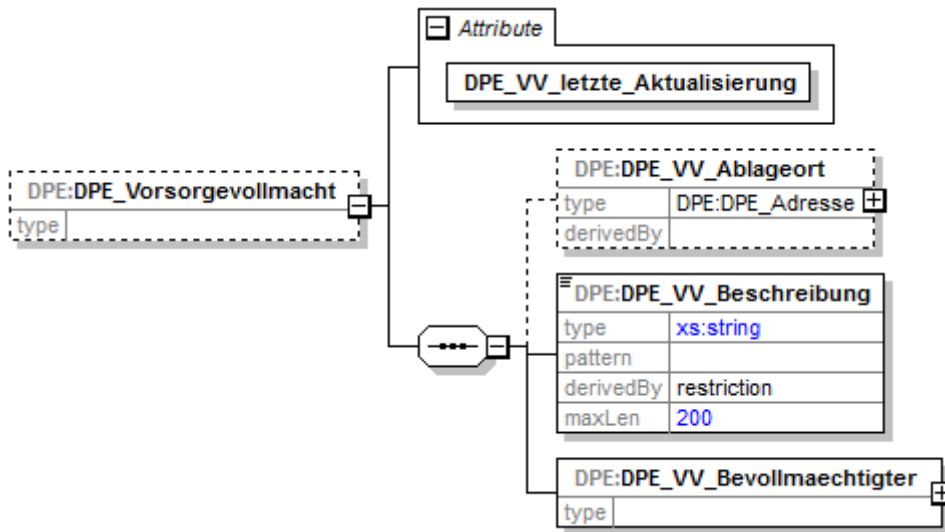 Attribute
DPE_VV_letzte_Aktualisierung
DPE:DPE_Vorsorgevollmacht
type
DPE:DPE_VV_Ablageort
type DPE:DPE_Adresse
derivedBy
DPE:DPE_VV_Beschreibung
type xs:string
pattern
derivedBy restriction
maxLen 200
DPE:DPE_VV_Bevollmaechtigter
type